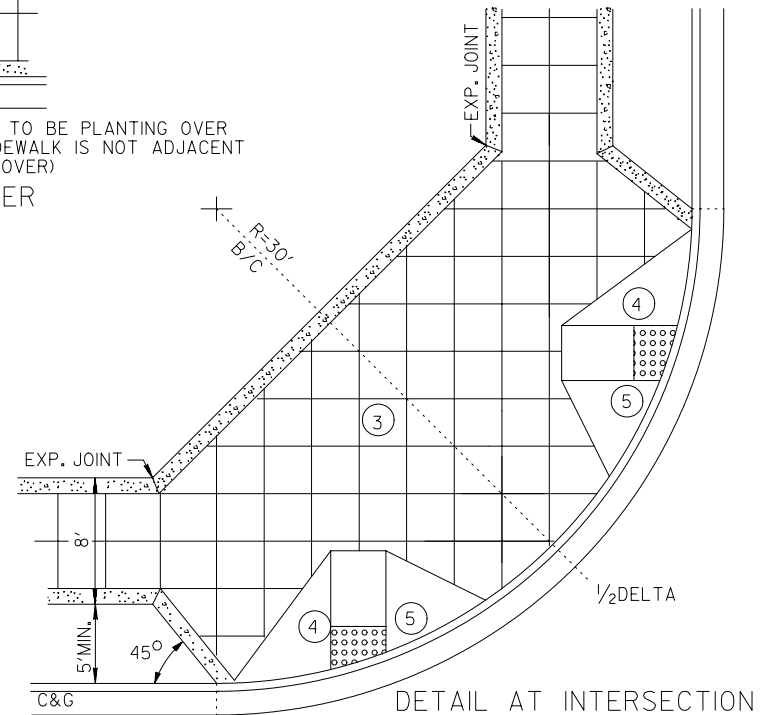 TO BE PLANTING OVER
DEWALK IS NOT ADJACENT
OVER)
ER
EXP. JOINT
R=30'
B/C
4
5
3
EXP. JOINT
8'
4
5
½DELTA
5'MIN.
45°
C&G
DETAIL AT INTERSECTION